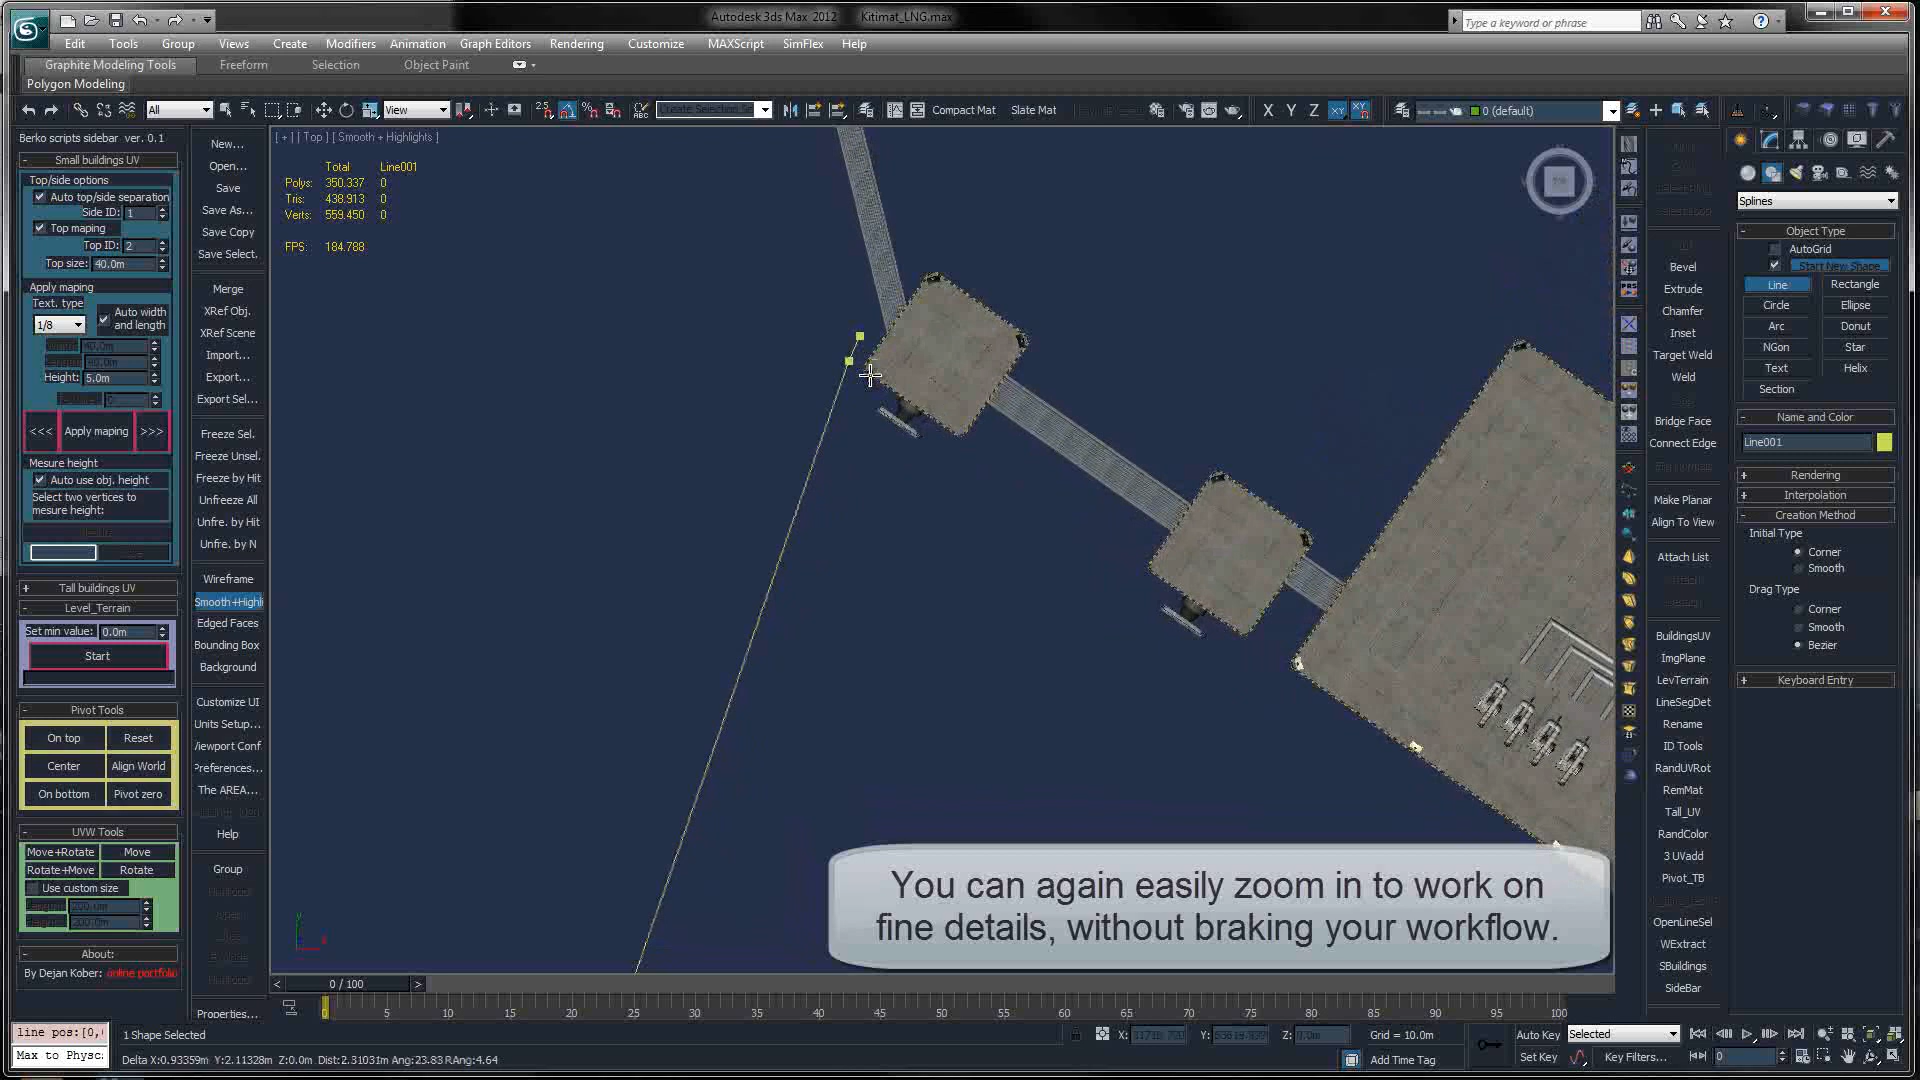 Autodesk 3ds Max 2012 Kitimat_LNG.max
Type a keyword or phrase
Edit Tools Group Views Create Modifiers Animation Graph Editors Rendering Customize MAXScript SimFlex Help
Graphite Modeling Tools Freeform Selection Object Paint
Polygon Modeling
All View Compact Mat Slate Mat X Y Z XY 0 (default)
Berko scripts sidebar ver. 0.1
Small buildings UV
Top/side options
Auto top/side separation
Side ID: 1
Top maping
Top ID: 2
Top size: 40.0m
Apply maping
Text. type
1/8
Auto width
and length
Height: 5.0m
<<< Apply maping >>>
Mesure height
Auto use obj. height
Select two vertices to
mesure height:
Tall buildings UV
Level_Terrain
Set min value: 0.0m
Start
Pivot Tools
On top Reset
Center Align World
On bottom Pivot zero
UVW Tools
Move+Rotate Move
Rotate+Move Rotate
Use custom size
About:
By Dejan Kober: online portfolio
New...
Open...
Save
Save As...
Save Copy
Save Select.
Merge
XRef Obj.
XRef Scene
Import...
Export...
Export Sel...
Freeze Sel.
Freeze Unsel.
Freeze by Hit
Unfreeze All
Unfre. by Hit
Unfre. by N
Wireframe
Smooth+Highli
Edged Faces
Bounding Box
Background
Customize UI
Units Setup...
Viewport Conf
Preferences...
The AREA...
Help
Group
Properties...
[ + ] [ Top ] [ Smooth + Highlights ]
Total Line001
Polys: 350.337 0
Tris: 438.913 0
Verts: 559.450 0
FPS: 184.788
You can again easily zoom in to work on
fine details, without braking your workflow.
Bevel
Extrude
Chamfer
Inset
Target Weld
Weld
Bridge Face
Connect Edge
Make Planar
Align To View
Attach List
BuildingsUV
ImgPlane
LevTerrain
LineSegDet
Rename
ID Tools
RandUVRot
RemMat
Tall_UV
RandColor
3 UVadd
Pivot_TB
OpenLineSel
WExtract
SBuildings
SideBar
Splines
Object Type
AutoGrid
Start New Shape
Line Rectangle
Circle Ellipse
Arc Donut
NGon Star
Text Helix
Section
Name and Color
Line001
Rendering
Interpolation
Creation Method
Initial Type
Corner
Smooth
Drag Type
Corner
Smooth
Bezier
Keyboard Entry
< 0 / 100 >
0 5 10 15 20 25 30 35 40 45 50 55 60 65 70 75 80 85 90 95 100
line pos:[0,
1 Shape Selected
X: Y: Z: 0.0m Grid = 10.0m
Auto Key Selected
Max to Physc
Delta X:0.93359m Y:2.11328m Z:0.0m Dist:2.31031m Ang:23.83 RAng:4.64
Add Time Tag
Set Key Key Filters... 0